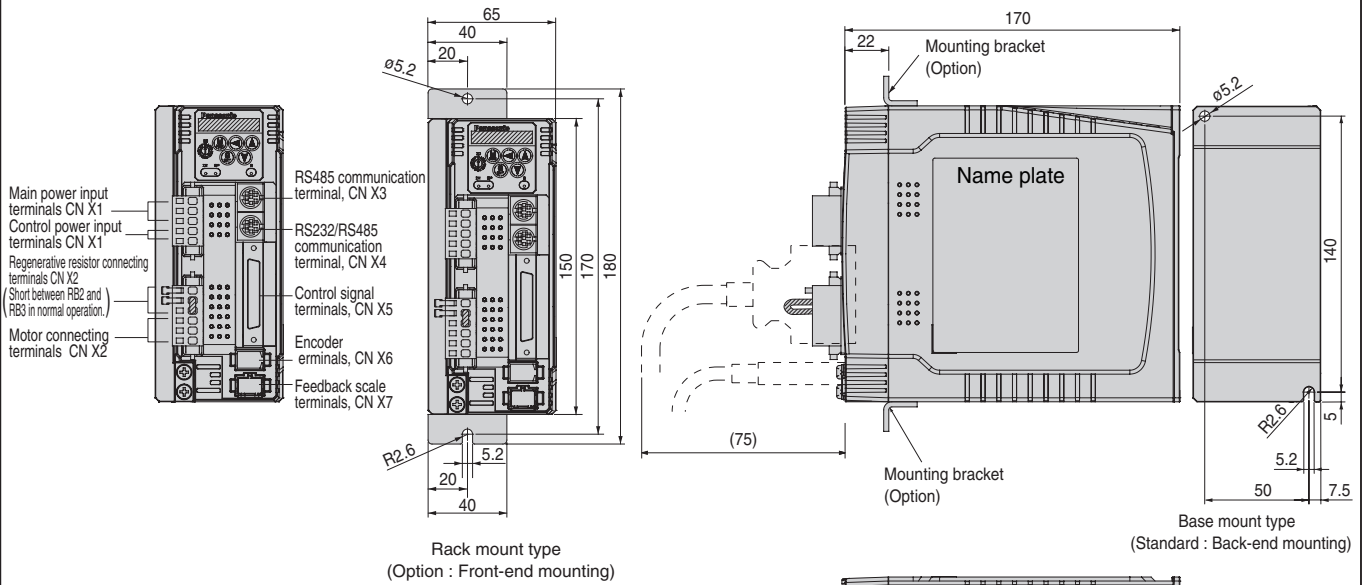 Main power input
terminals CN X1
Control power input
terminals CN X1
Regenerative resistor connecting
terminals CN X2
(Short between RB2 and
RB3 in normal operation.)
Motor connecting
terminals CN X2
Panasonic
RS485 communication
terminal, CN X3
RS232/RS485
communication
terminal, CN X4
Control signal
terminals, CN X5
Encoder
erminals, CN X6
Feedback scale
terminals, CN X7
65
40
20
ø5.2
Panasonic
150
170
180
R2.6
5.2
20
40
Rack mount type
(Option : Front-end mounting)
170
22
Mounting bracket
(Option)
Name plate
(75)
Mounting bracket
(Option)
ø5.2
140
R2.6
5
5.2
50
7.5
Base mount type
(Standard : Back-end mounting)